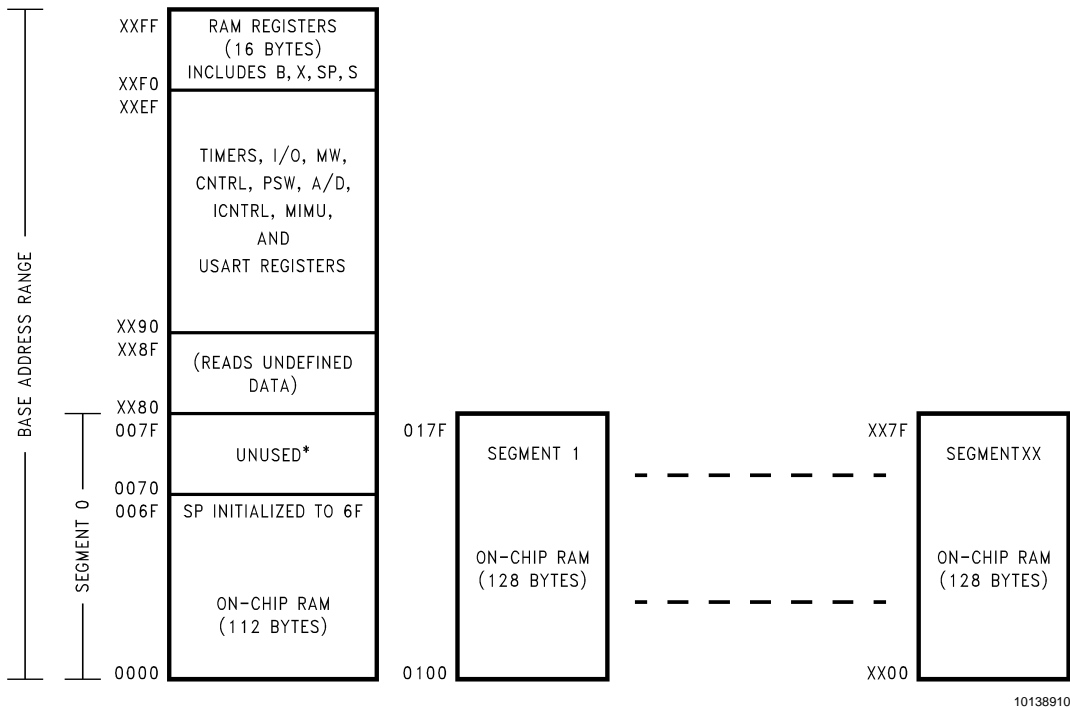 XXFF
RAM REGISTERS
(16 BYTES)
INCLUDES B, X, SP, S
XXF0
XXEF
TIMERS, I/O, MW,
CNTRL, PSW, A/D,
ICNTRL, MIMU,
AND
USART REGISTERS
XX90
XX8F
(READS UNDEFINED
DATA)
XX80
BASE ADDRESS RANGE
007F
UNUSED*
0070
006F
SP INITIALIZED TO 6F
ON-CHIP RAM
(112 BYTES)
0000
SEGMENT 0
017F
SEGMENT 1
ON-CHIP RAM
(128 BYTES)
0100
XX7F
SEGMENTXX
ON-CHIP RAM
(128 BYTES)
XX00
10138910